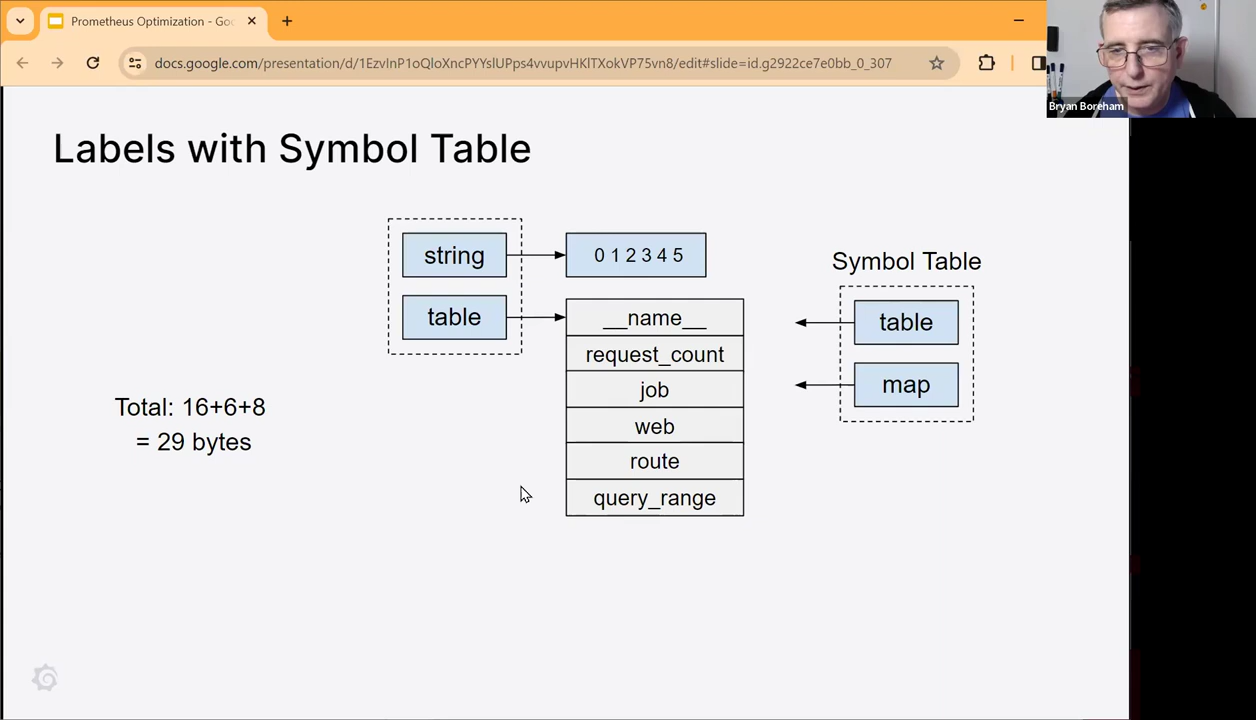 Prometheus Optimization - Goo
docs.google.com/presentation/d/1EzvInP1oQIoXncPYYslUPps4vvupvHKlTXokVP75vn8/edit#slide=id.g2922ce7e0bb_0_307
Bryan Boreham
Labels with Symbol Table
string
0 1 2 3 4 5
table
__name__
request_count
job
web
route
query_range
Symbol Table
table
map
Total: 16+6+8
= 29 bytes